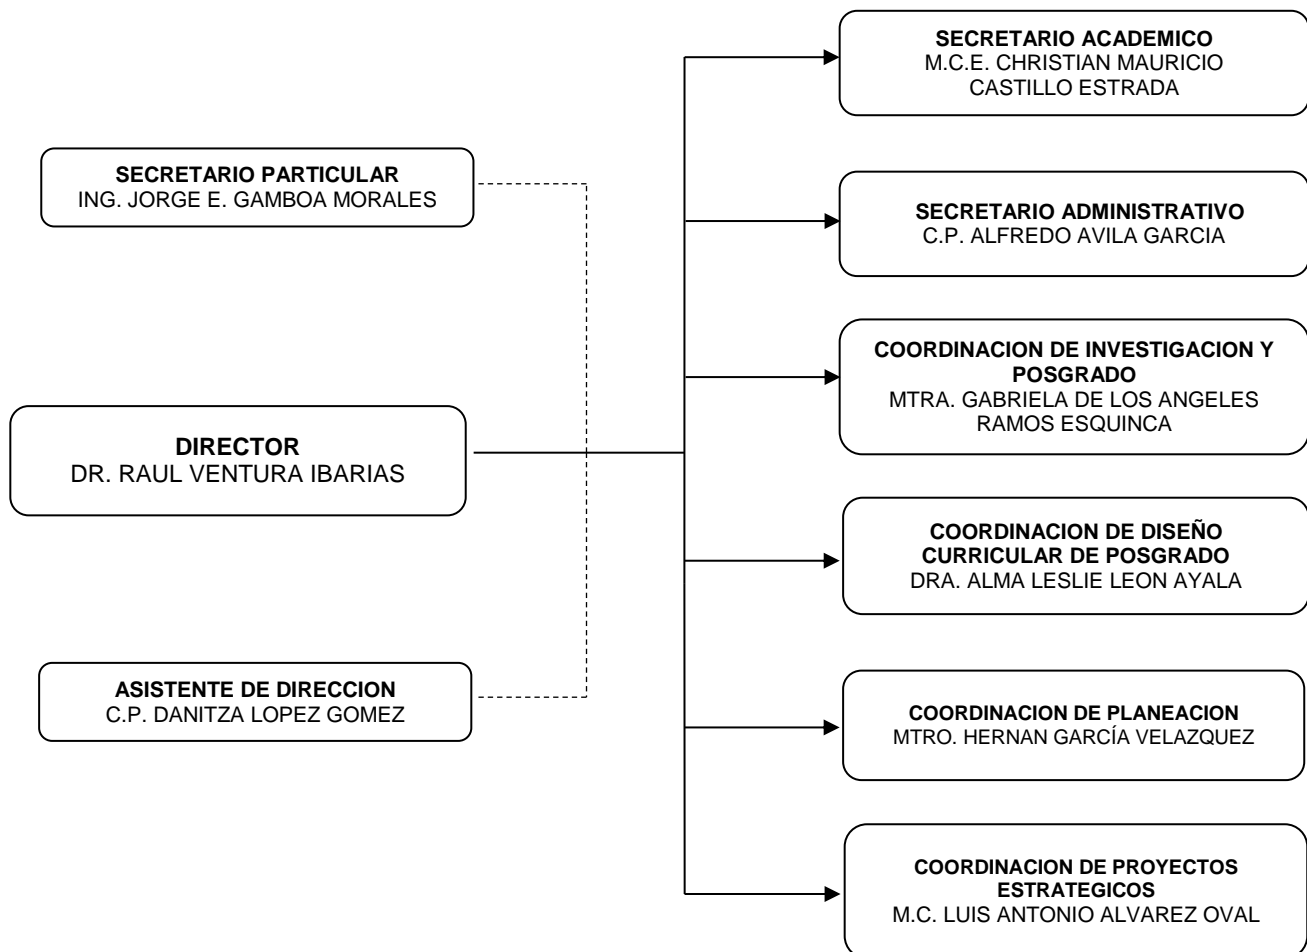 SECRETARIO PARTICULAR
ING. JORGE E. GAMBOA MORALES
DIRECTOR
DR. RAUL VENTURA IBARIAS
ASISTENTE DE DIRECCION
C.P. DANITZA LOPEZ GOMEZ
SECRETARIO ACADEMICO
M.C.E. CHRISTIAN MAURICIO
CASTILLO ESTRADA
SECRETARIO ADMINISTRATIVO
C.P. ALFREDO AVILA GARCIA
COORDINACION DE INVESTIGACION Y
POSGRADO
MTRA. GABRIELA DE LOS ANGELES
RAMOS ESQUINCA
COORDINACION DE DISEÑO
CURRICULAR DE POSGRADO
DRA. ALMA LESLIE LEON AYALA
COORDINACION DE PLANEACION
MTRO. HERNAN GARCÍA VELAZQUEZ
COORDINACION DE PROYECTOS
ESTRATEGICOS
M.C. LUIS ANTONIO ALVAREZ OVAL